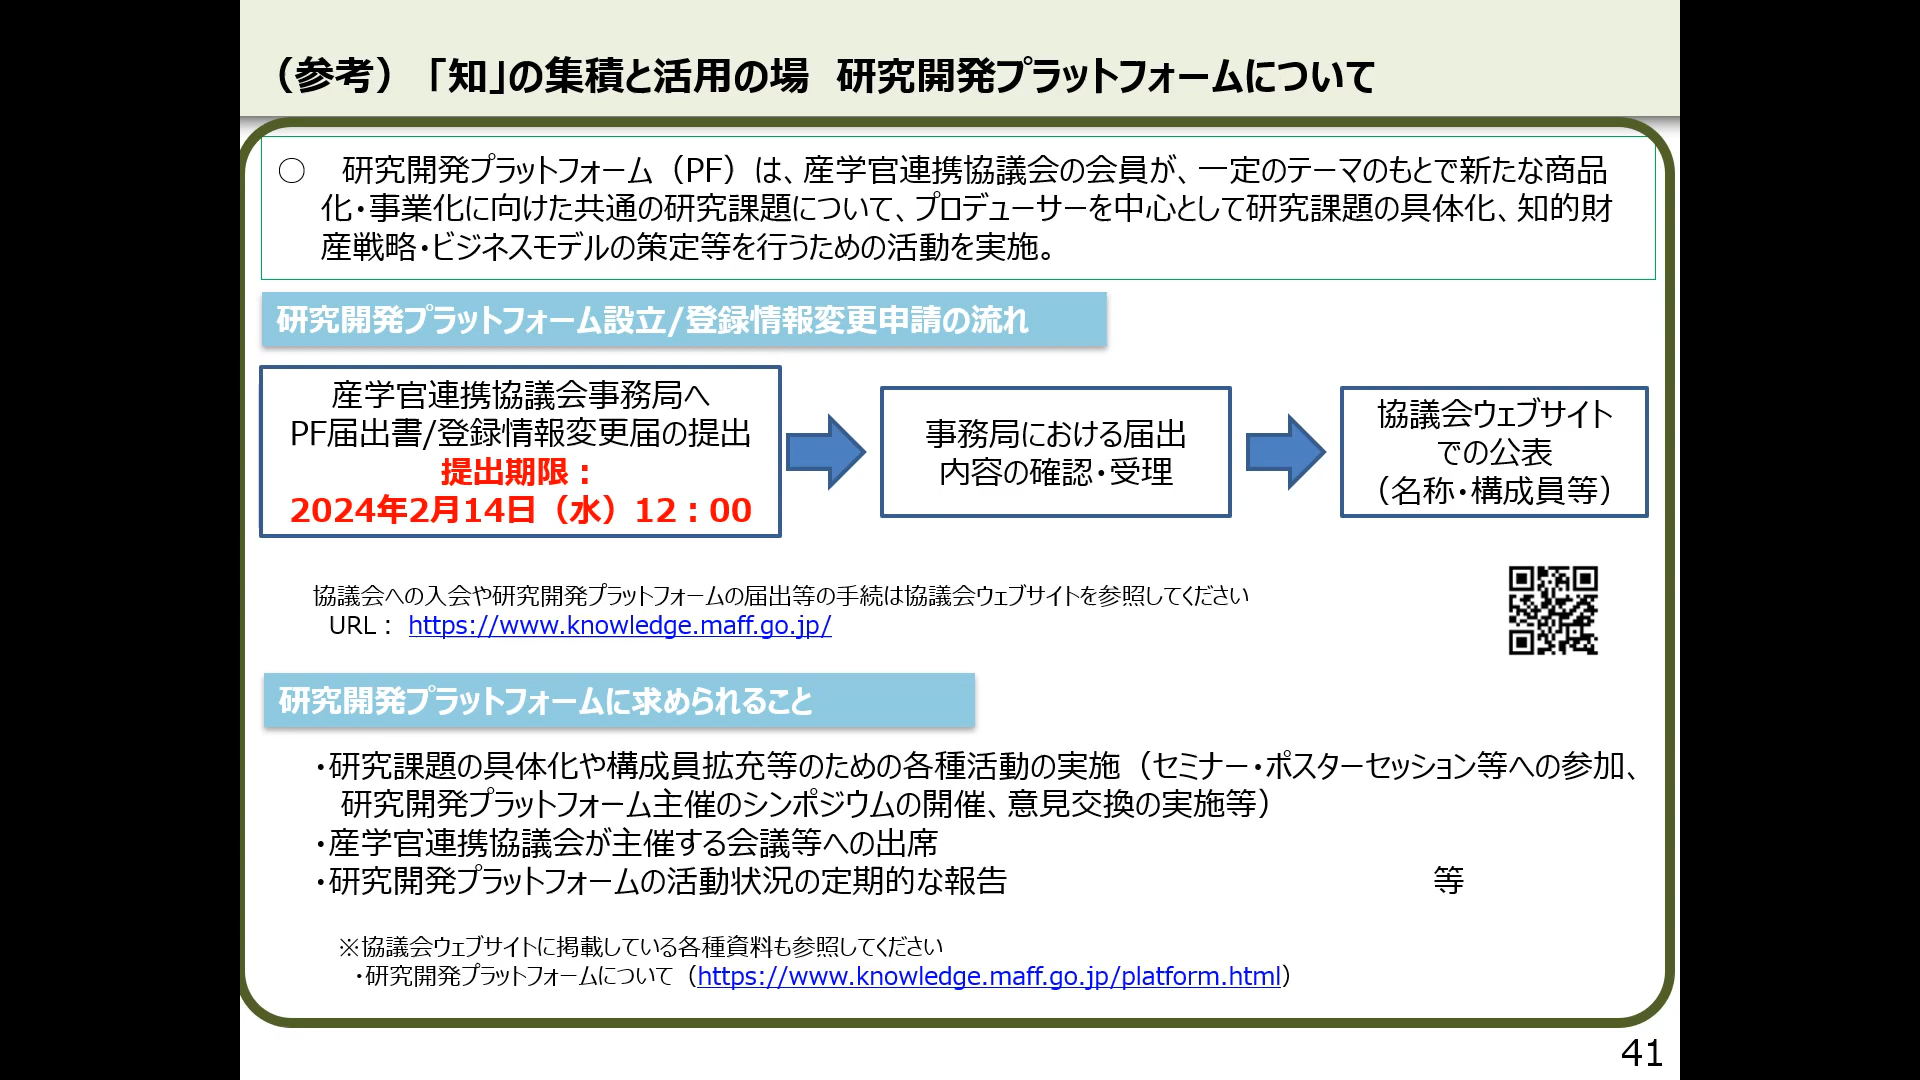 （参考）「知」の集積と活用の場　研究開発プラットフォームについて
○　研究開発プラットフォーム（PF）は、産学官連携協議会の会員が、一定のテーマのもとで新たな商品
化・事業化に向けた共通の研究課題について、プロデューサーを中心として研究課題の具体化、知的財
産戦略・ビジネスモデルの策定等を行うための活動を実施。
研究開発プラットフォーム設立/登録情報変更申請の流れ
産学官連携協議会事務局へ
PF届出書/登録情報変更届の提出
提出期限：
2024年2月14日（水）12：00
事務局における届出
内容の確認・受理
協議会ウェブサイト
での公表
（名称・構成員等）
協議会への入会や研究開発プラットフォームの届出等の手続は協議会ウェブサイトを参照してください
URL： https://www.knowledge.maff.go.jp/
研究開発プラットフォームに求められること
・研究課題の具体化や構成員拡充等のための各種活動の実施（セミナー・ポスターセッション等への参加、
研究開発プラットフォーム主催のシンポジウムの開催、意見交換の実施等）
・産学官連携協議会が主催する会議等への出席
・研究開発プラットフォームの活動状況の定期的な報告　等
※協議会ウェブサイトに掲載している各種資料も参照してください
・研究開発プラットフォームについて（https://www.knowledge.maff.go.jp/platform.html）
41